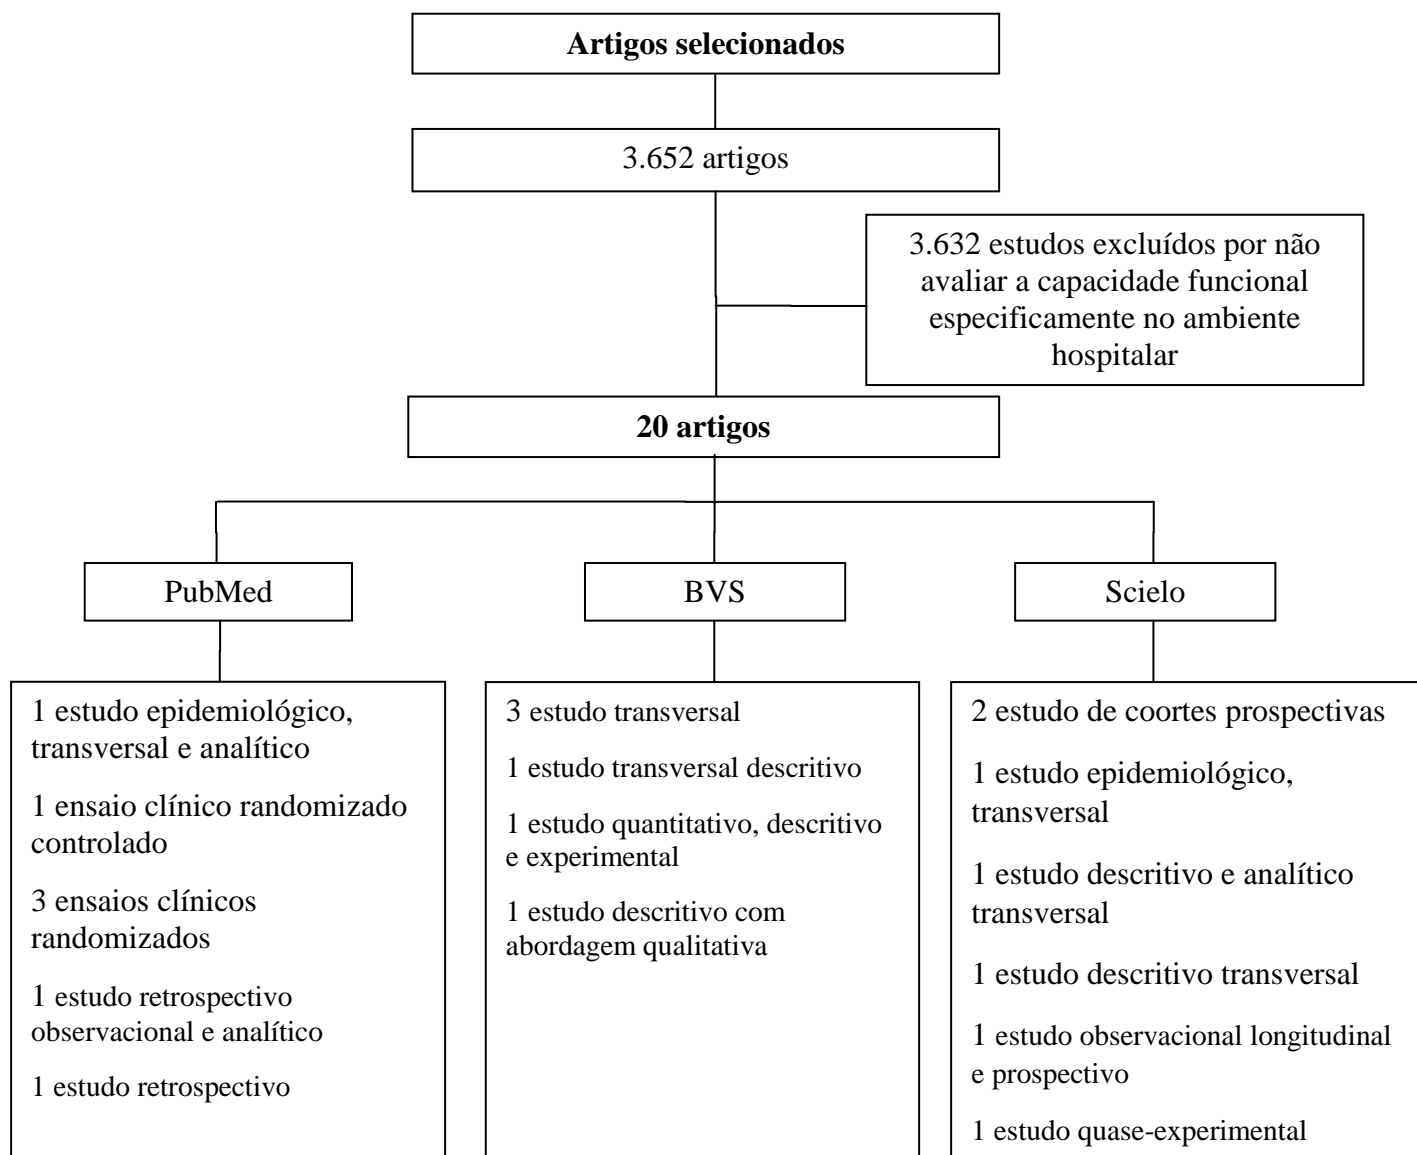 Artigos selecionados
3.652 artigos
3.632 estudos excluídos por não
avaliar a capacidade funcional
especificamente no ambiente
hospitalar
20 artigos
PubMed
BVS
Scielo
1 estudo epidemiológico,
transversal e analítico
1 ensaio clínico randomizado
controlado
3 ensaios clínicos
randomizados
1 estudo retrospectivo
observacional e analítico
1 estudo retrospectivo
3 estudo transversal
1 estudo transversal descritivo
1 estudo quantitativo, descritivo
e experimental
1 estudo descritivo com
abordagem qualitativa
2 estudo de coortes prospectivas
1 estudo epidemiológico,
transversal
1 estudo descritivo e analítico
transversal
1 estudo descritivo transversal
1 estudo observacional longitudinal
e prospectivo
1 estudo quase-experimental